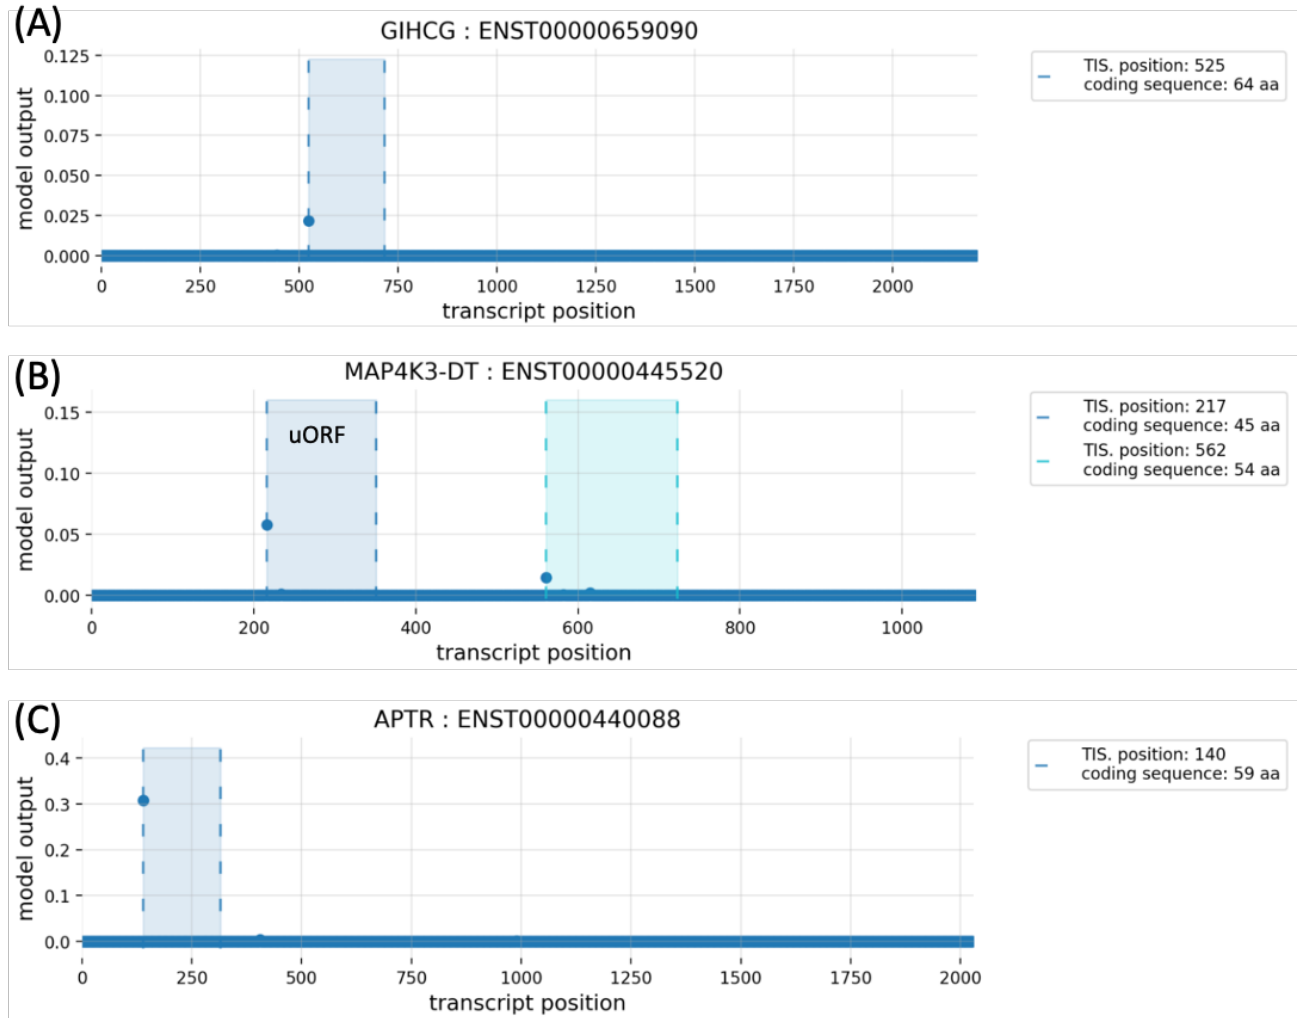 (A)
GIHCG : ENST00000659090
0.125
0.100
0.075
0.050
0.025
0.000
model output
0 250 500 750 1000 1250 1500 1750 2000
transcript position
TIS. position: 525
coding sequence: 64 aa
(B)
MAP4K3-DT : ENST00000445520
0.15
0.10
0.05
0.00
model output
uORF
0 200 400 600 800 1000
transcript position
TIS. position: 217
coding sequence: 45 aa
TIS. position: 562
coding sequence: 54 aa
(C)
APTR : ENST00000440088
0.4
0.3
0.2
0.1
0.0
model output
0 250 500 750 1000 1250 1500 1750 2000
transcript position
TIS. position: 140
coding sequence: 59 aa